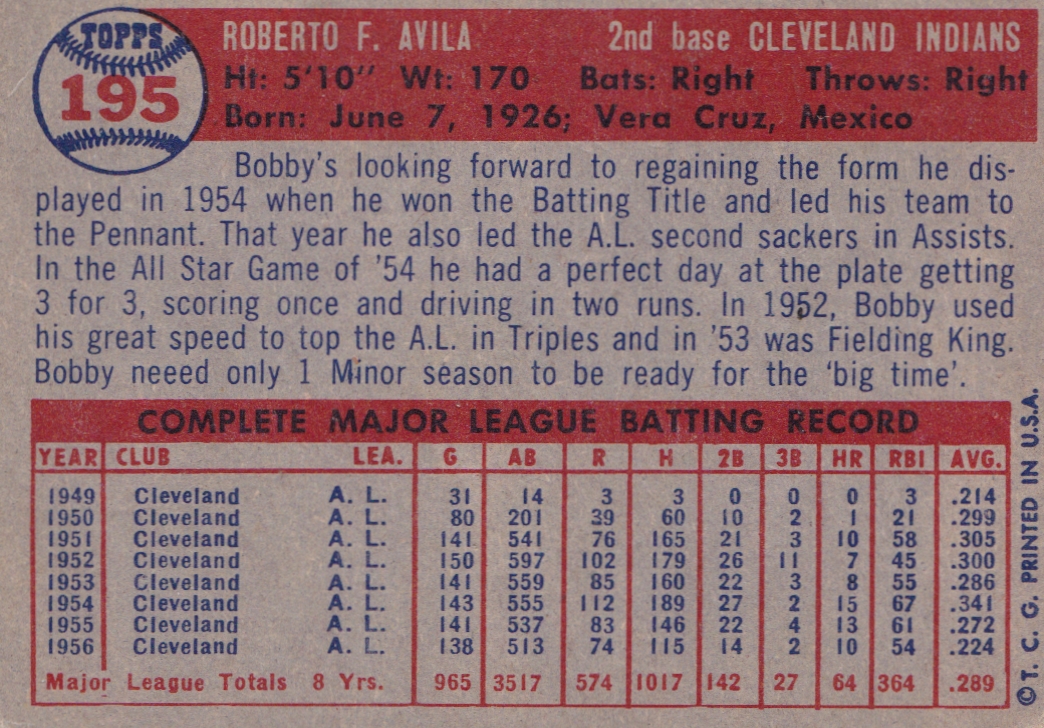 TOPPS
195
ROBERTO F. AVILA 2nd base CLEVELAND INDIANS
Ht: 5'10" Wt: 170 Bats: Right Throws: Right
Born: June 7, 1926; Vera Cruz, Mexico
Bobby's looking forward to regaining the form he dis-
played in 1954 when he won the Batting Title and led his team to
the Pennant. That year he also led the A.L. second sackers in Assists.
In the All Star Game of '54 he had a perfect day at the plate getting
3 for 3, scoring once and driving in two runs. In 1952, Bobby used
his great speed to top the A.L. in Triples and in '53 was Fielding King.
Bobby neeed only 1 Minor season to be ready for the 'big time'.
COMPLETE MAJOR LEAGUE BATTING RECORD
YEAR CLUB LEA. G AB R H 2B 3B HR RBI AVG.
1949 Cleveland A. L. 31 14 3 3 0 0 0 3 .214
1950 Cleveland A. L. 80 201 39 60 10 2 1 21 .299
1951 Cleveland A. L. 141 541 76 165 21 3 10 58 .305
1952 Cleveland A. L. 150 597 102 179 26 11 7 45 .300
1953 Cleveland A. L. 141 559 85 160 22 3 8 55 .286
1954 Cleveland A. L. 143 555 112 189 27 2 15 67 .341
1955 Cleveland A. L. 141 537 83 146 22 4 13 61 .272
1956 Cleveland A. L. 138 513 74 115 14 2 10 54 .224
Major League Totals 8 Yrs. 965 3517 574 1017 142 27 64 364 .289
© T. C. G. PRINTED IN U.S.A.